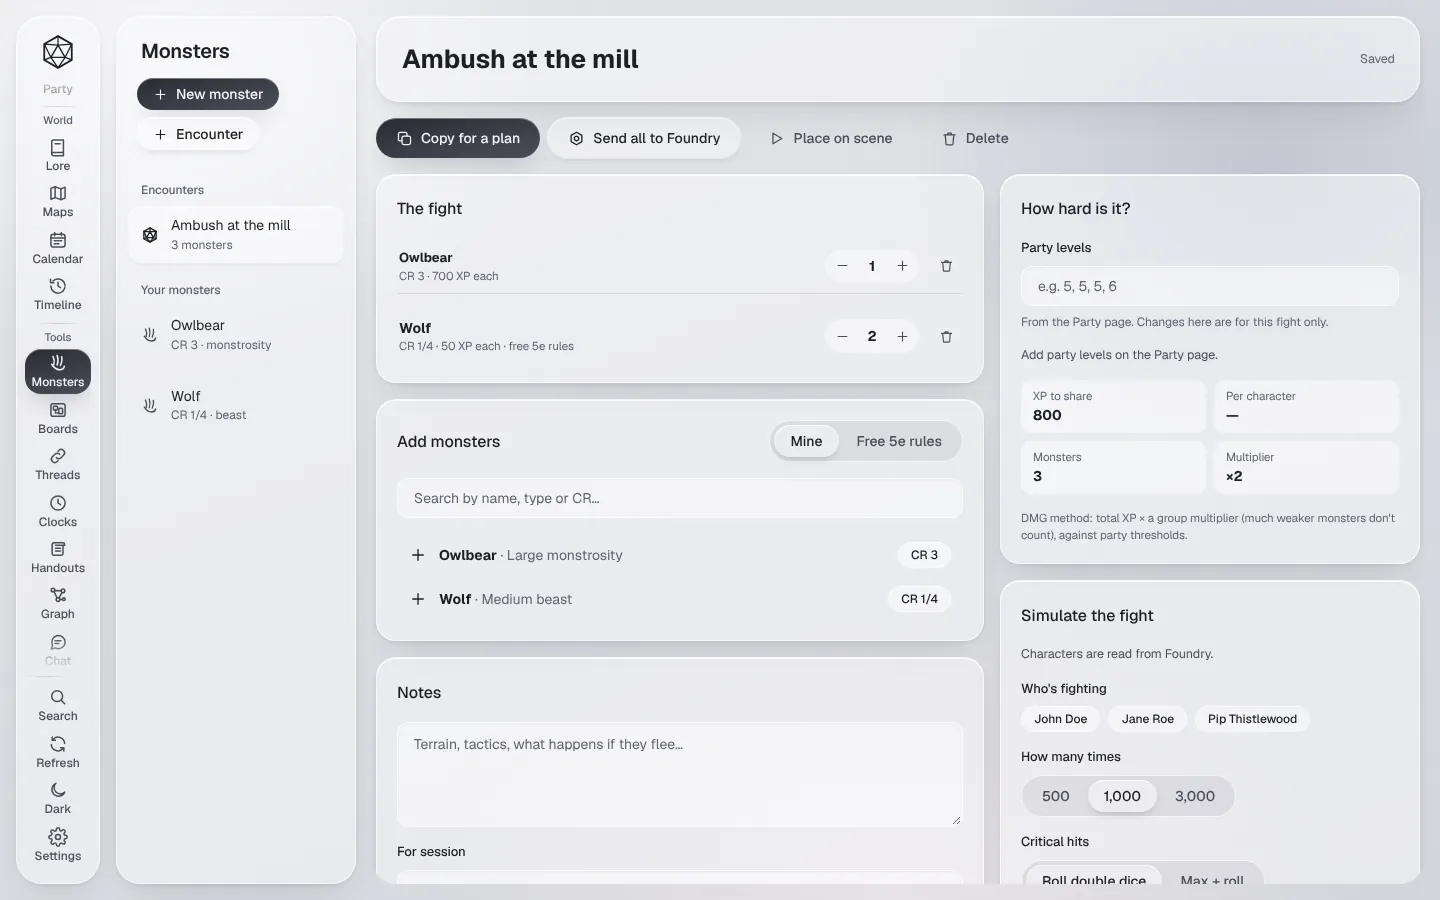 Party
World
Lore
Maps
Calendar
Timeline
Tools
Monsters
Boards
Threads
Clocks
Handouts
Graph
Chat
Search
Refresh
Dark
Settings
Monsters
New monster
Encounter
Encounters
Ambush at the mill
3 monsters
Your monsters
Owlbear
CR 3 · monstrosity
Wolf
CR 1/4 · beast
Ambush at the mill
Saved
Copy for a plan
Send all to Foundry
Place on scene
Delete
The fight
Owlbear
CR 3 · 700 XP each
− 1 +
Wolf
CR 1/4 · 50 XP each · free 5e rules
− 2 +
Add monsters
Mine
Free 5e rules
Search by name, type or CR…
+ Owlbear · Large monstrosity
CR 3
+ Wolf · Medium beast
CR 1/4
Notes
Terrain, tactics, what happens if they flee…
For session
How hard is it?
Party levels
e.g. 5, 5, 5, 6
From the Party page. Changes here are for this fight only.
Add party levels on the Party page.
XP to share
800
Per character
—
Monsters
3
Multiplier
×2
DMG method: total XP × a group multiplier (much weaker monsters don't
count), against party thresholds.
Simulate the fight
Characters are read from Foundry.
Who's fighting
John Doe
Jane Roe
Pip Thistlewood
How many times
500
1,000
3,000
Critical hits
Roll double dice
Max + roll